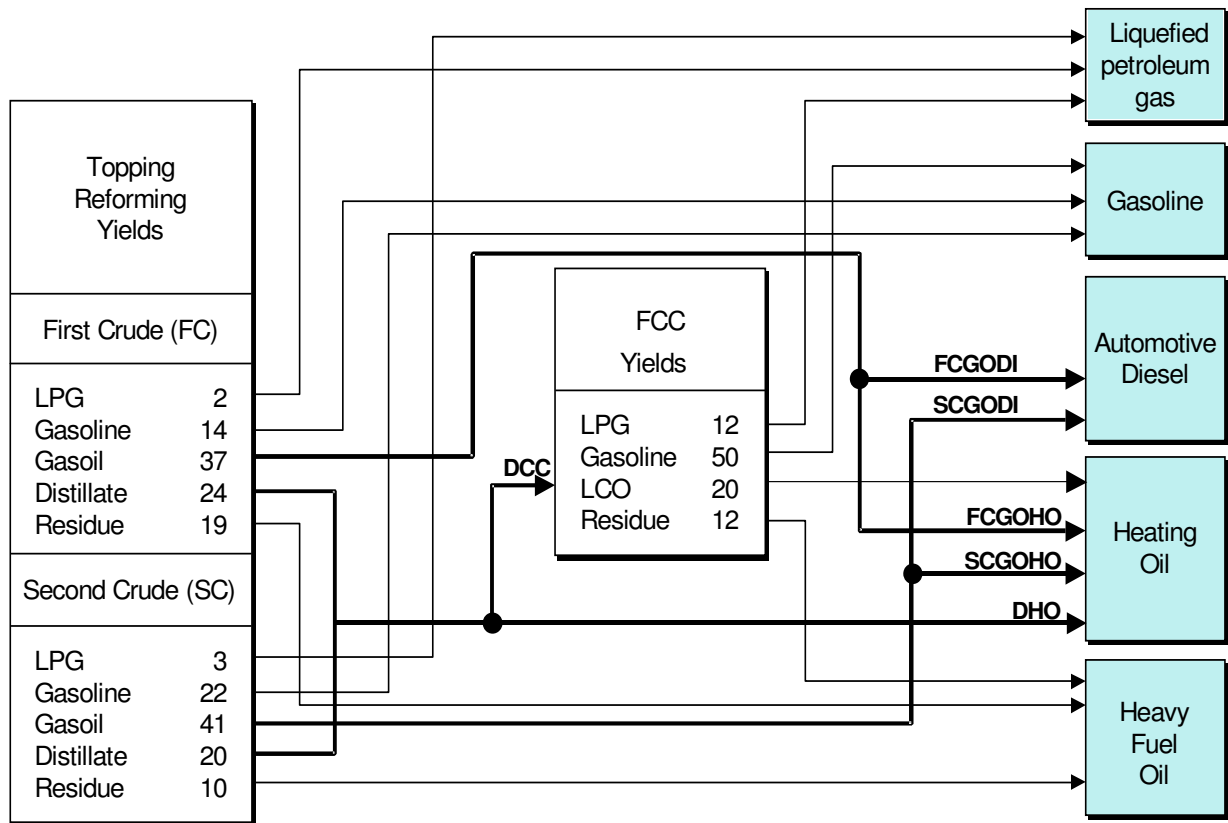 Topping
Reforming
Yields
First Crude (FC)
LPG 2
Gasoline 14
Gasoil 37
Distillate 24
Residue 19
Second Crude (SC)
LPG 3
Gasoline 22
Gasoil 41
Distillate 20
Residue 10
DCC
FCC
Yields
LPG 12
Gasoline 50
LCO 20
Residue 12
FCGODI
SCGODI
FCGOHO
SCGOHO
DHO
Liquefied
petroleum
gas
Gasoline
Automotive
Diesel
Heating
Oil
Heavy
Fuel
Oil